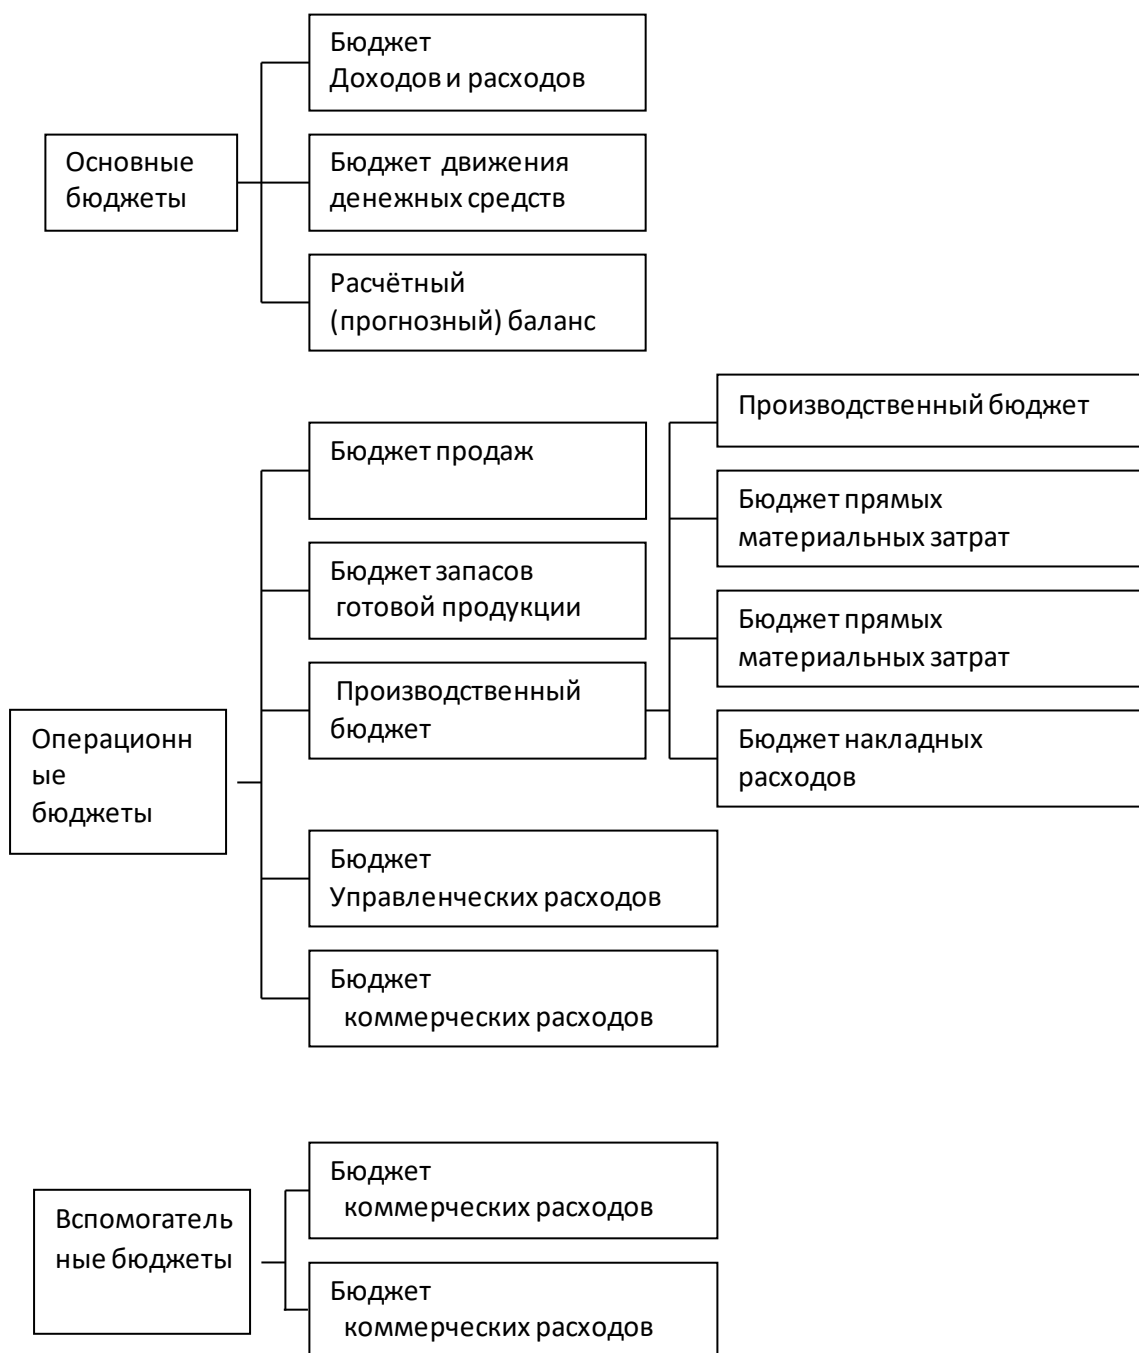 Бюджет
Доходов и расходов
Основные
бюджеты
Бюджет движения
денежных средств
Расчётный
(прогнозный) баланс
Производственный бюджет
Бюджет продаж
Бюджет прямых
материальных затрат
Бюджет запасов
готовой продукции
Бюджет прямых
материальных затрат
Производственный
бюджет
Операционн
ые
бюджеты
Бюджет накладных
расходов
Бюджет
Управленческих расходов
Бюджет
коммерческих расходов
Бюджет
коммерческих расходов
Вспомогатель
ные бюджеты
Бюджет
коммерческих расходов